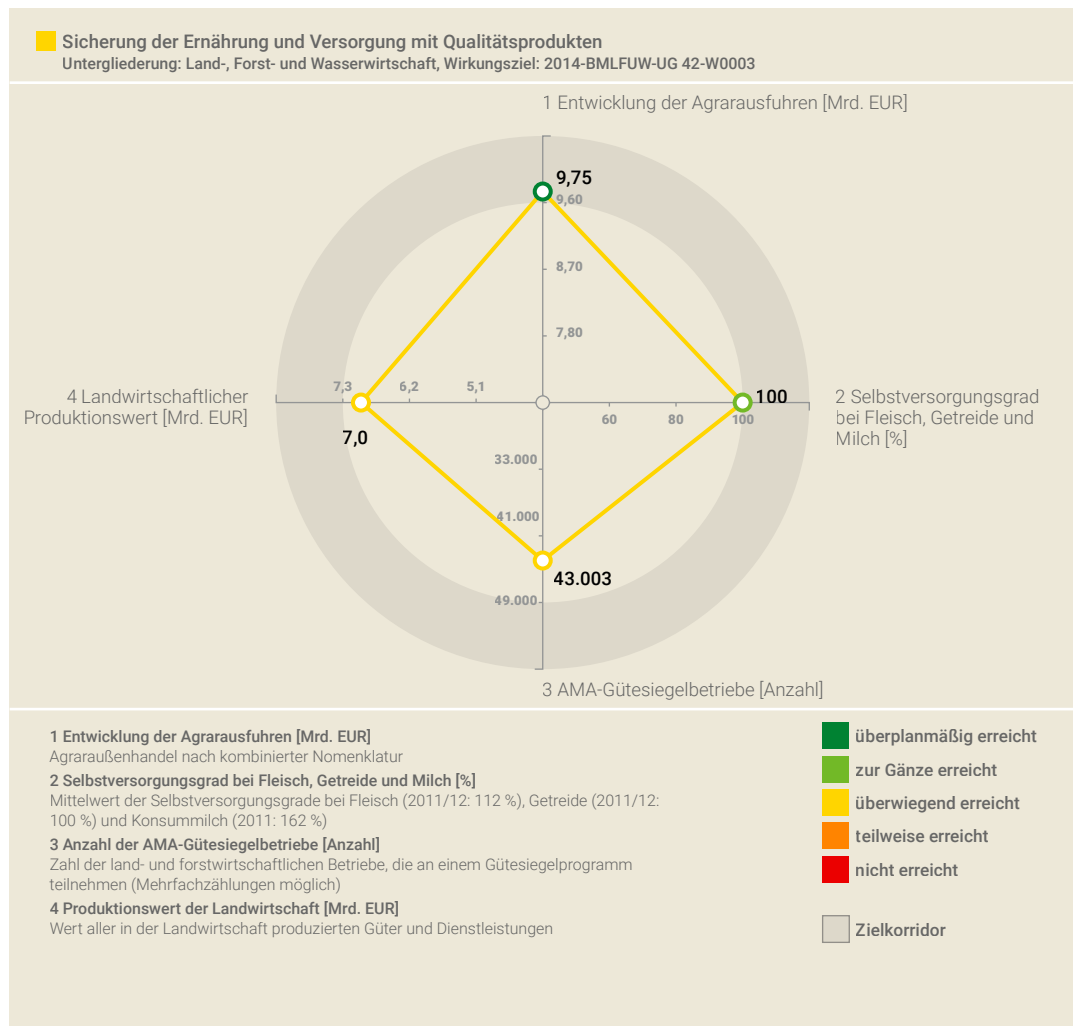 Sicherung der Ernährung und Versorgung mit Qualitätsprodukten
Untergliederung: Land-, Forst- und Wasserwirtschaft, Wirkungsziel: 2014-BMLFUW-UG 42-W0003
1 Entwicklung der Agrarausfuhren [Mrd. EUR]
9,75
9,60
8,70
7,80
7,3
6,2
5,1
4 Landwirtschaftlicher
Produktionswert [Mrd. EUR]
7,0
60
80
100
100
2 Selbstversorgungsgrad
bei Fleisch, Getreide und
Milch [%]
33.000
41.000
43.003
49.000
3 AMA-Gütesiegelbetriebe [Anzahl]
1 Entwicklung der Agrarausfuhren [Mrd. EUR]
Agraraußenhandel nach kombinierter Nomenklatur
2 Selbstversorgungsgrad bei Fleisch, Getreide und Milch [%]
Mittelwert der Selbstversorgungsgrade bei Fleisch (2011/12: 112 %), Getreide (2011/12:
100 %) und Konsummilch (2011: 162 %)
3 Anzahl der AMA-Gütesiegelbetriebe [Anzahl]
Zahl der land- und forstwirtschaftlichen Betriebe, die an einem Gütesiegelprogramm
teilnehmen (Mehrfachzählungen möglich)
4 Produktionswert der Landwirtschaft [Mrd. EUR]
Wert aller in der Landwirtschaft produzierten Güter und Dienstleistungen
überplanmäßig erreicht
zur Gänze erreicht
überwiegend erreicht
teilweise erreicht
nicht erreicht
Zielkorridor